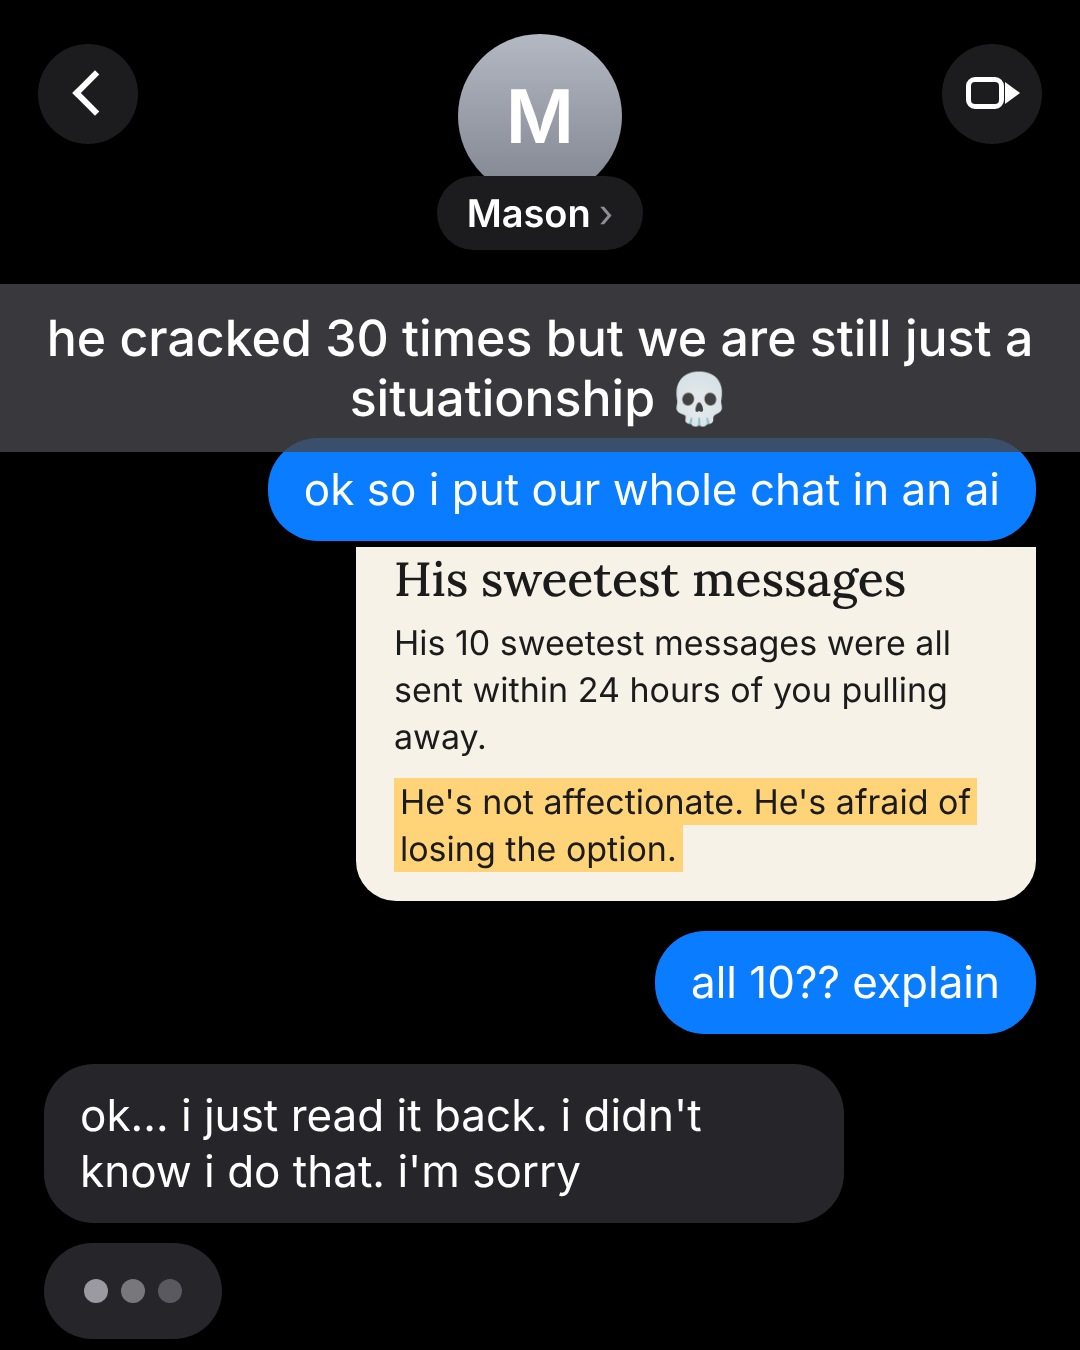 M
Mason ›
he cracked 30 times but we are still just a
situationship 💀
ok so i put our whole chat in an ai
His sweetest messages
His 10 sweetest messages were all
sent within 24 hours of you pulling
away.
He's not affectionate. He's afraid of
losing the option.
all 10?? explain
ok... i just read it back. i didn't
know i do that. i'm sorry